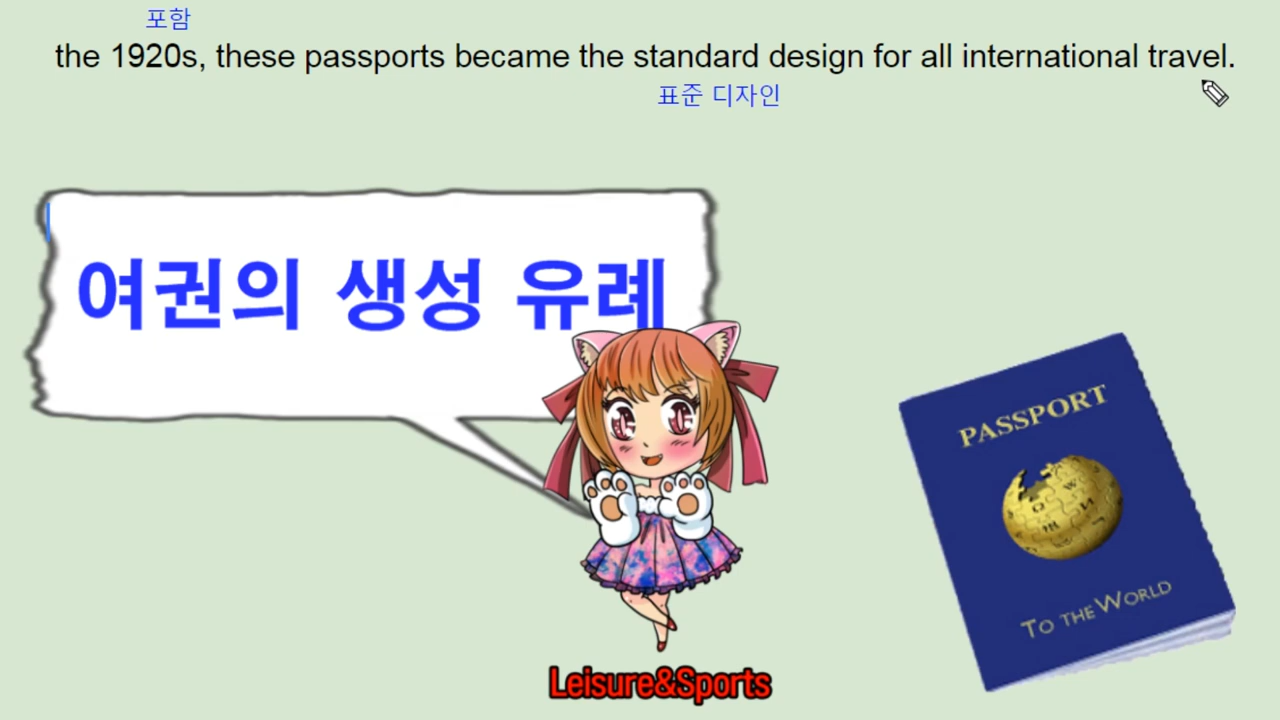 포함
the 1920s, these passports became the standard design for all international travel.
표준 디자인
여권의 생성 유례
PASSPORT
TO THE WORLD
Leisure&Sports